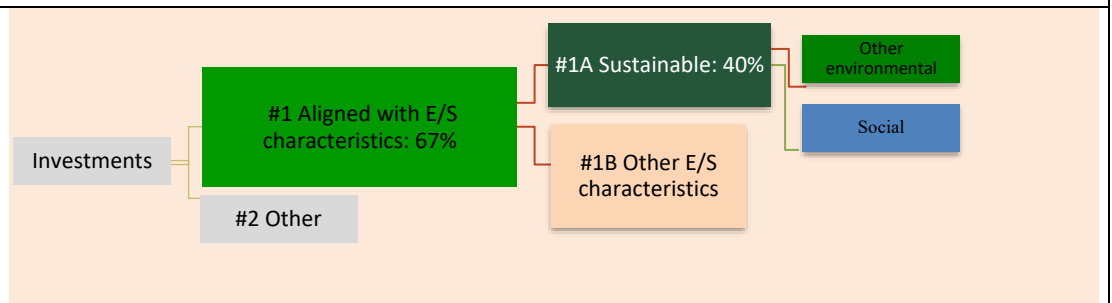 Investments
#1 Aligned with E/S
characteristics: 67%
#2 Other
#1A Sustainable: 40%
#1B Other E/S
characteristics
Other
environmental
Social